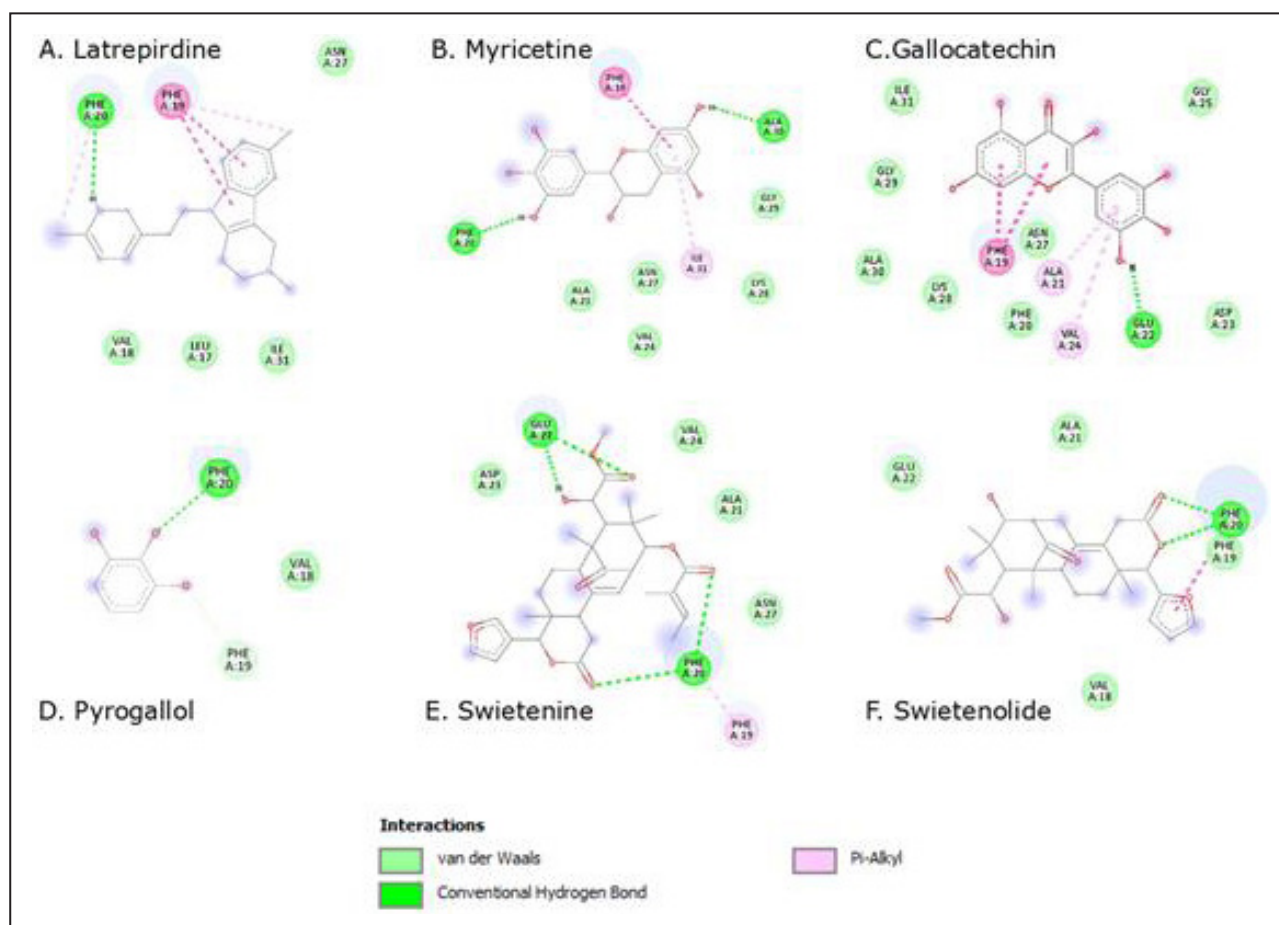 A. Latrepirdine
ASN
A:27
PHE
A:20
PHE
A:19
VAL
A:18
LEU
A:17
ILE
A:31
B. Myricetine
PHE
ALA
A:30
GLY
PHE
A:20
ILE
A:31
ASN
A:27
LYS
A:28
ALA
A:21
VAL
A:24
C.Gallocatechin
ILE
A:31
GLY
A:25
GLY
A:29
ASN
A:27
PHE
A:19
ALA
A:21
ALA
A:30
LYS
A:28
PHE
A:20
VAL
A:24
GLU
A:22
ASP
A:23
PHE
A:20
VAL
A:18
PHE
A:19
D. Pyrogallol
GLU
A:22
VAL
A:24
ASP
A:23
ALA
A:21
ASN
A:27
PHE
A:20
PHE
A:19
E. Swietenine
ALA
A:21
GLU
A:22
PHE
A:20
PHE
A:19
VAL
A:18
F. Swietenolide
Interactions
van der Waals
Conventional Hydrogen Bond
Pi-Alkyl